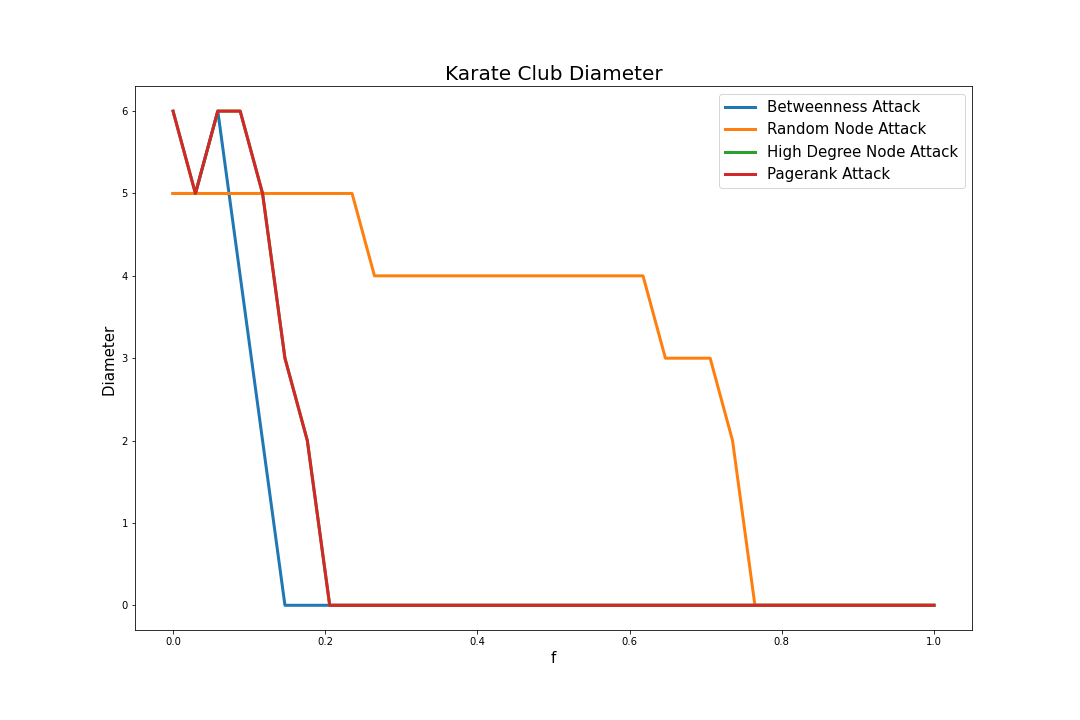 Karate Club Diameter
Betweenness Attack
Random Node Attack
High Degree Node Attack
Pagerank Attack
6
5
4
3
2
1
0
Diameter
0.0 0.2 0.4 0.6 0.8 1.0
f